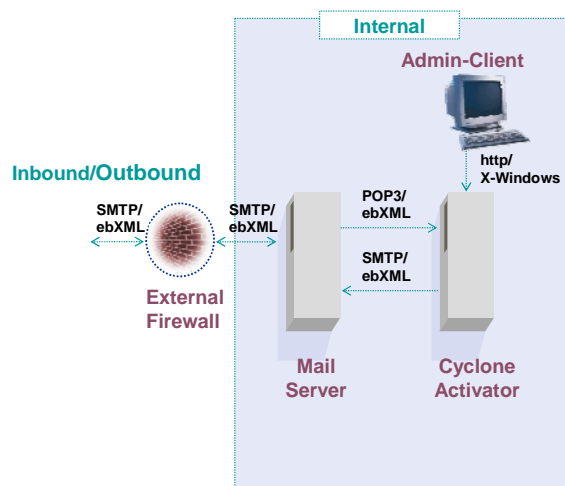 Internal
Admin-Client
http/
X-Windows
Inbound/Outbound
SMTP/
ebXML
SMTP/
ebXML
POP3/
ebXML
SMTP/
ebXML
External
Firewall
Mail
Server
Cyclone
Activator